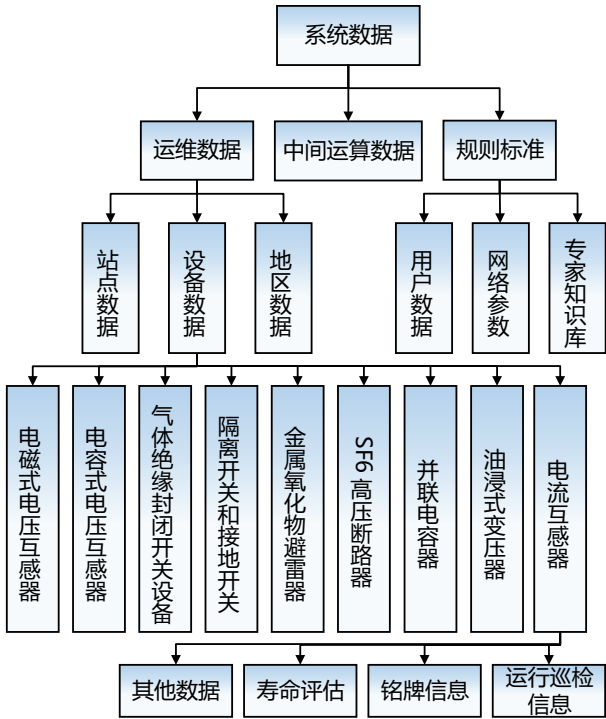 系统数据
运维数据
中间运算数据
规则标准
站点数据
设备数据
地区数据
用户数据
网络参数
专家知识库
电磁式电压互感器
电容式电压互感器
气体绝缘封闭开关设备
隔离开关和接地开关
金属氧化物避雷器
SF6 高压断路器
并联电容器
油浸式变压器
电流互感器
其他数据
寿命评估
铭牌信息
运行巡检
信息